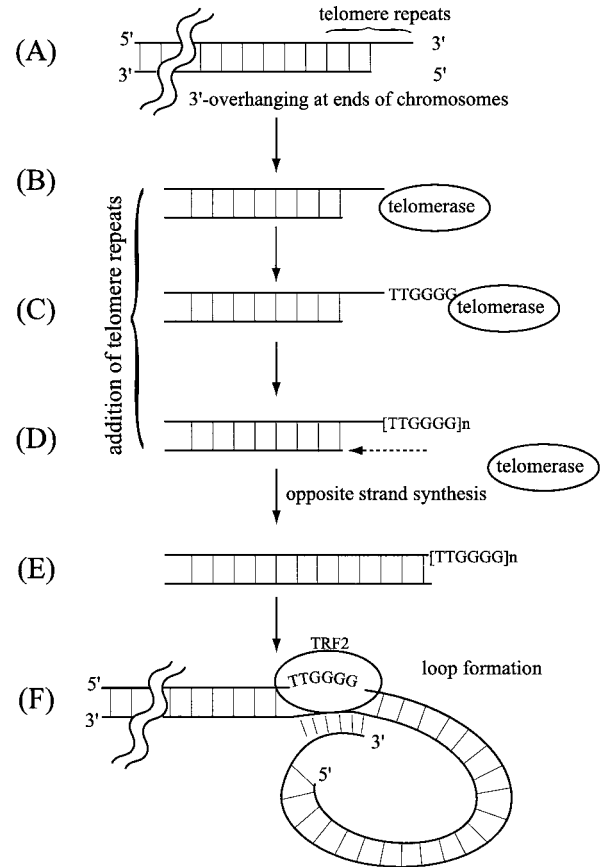 telomere repeats
(A)
5'
3'
3'
5'
3'-overhanging at ends of chromosomes
(B)
telomerase
addition of telomere repeats
(C)
TTGGGG
telomerase
(D)
[TTGGGG]n
telomerase
opposite strand synthesis
(E)
[TTGGGG]n
TRF2
loop formation
(F)
5'
TTGGGG
3'
3'
5'